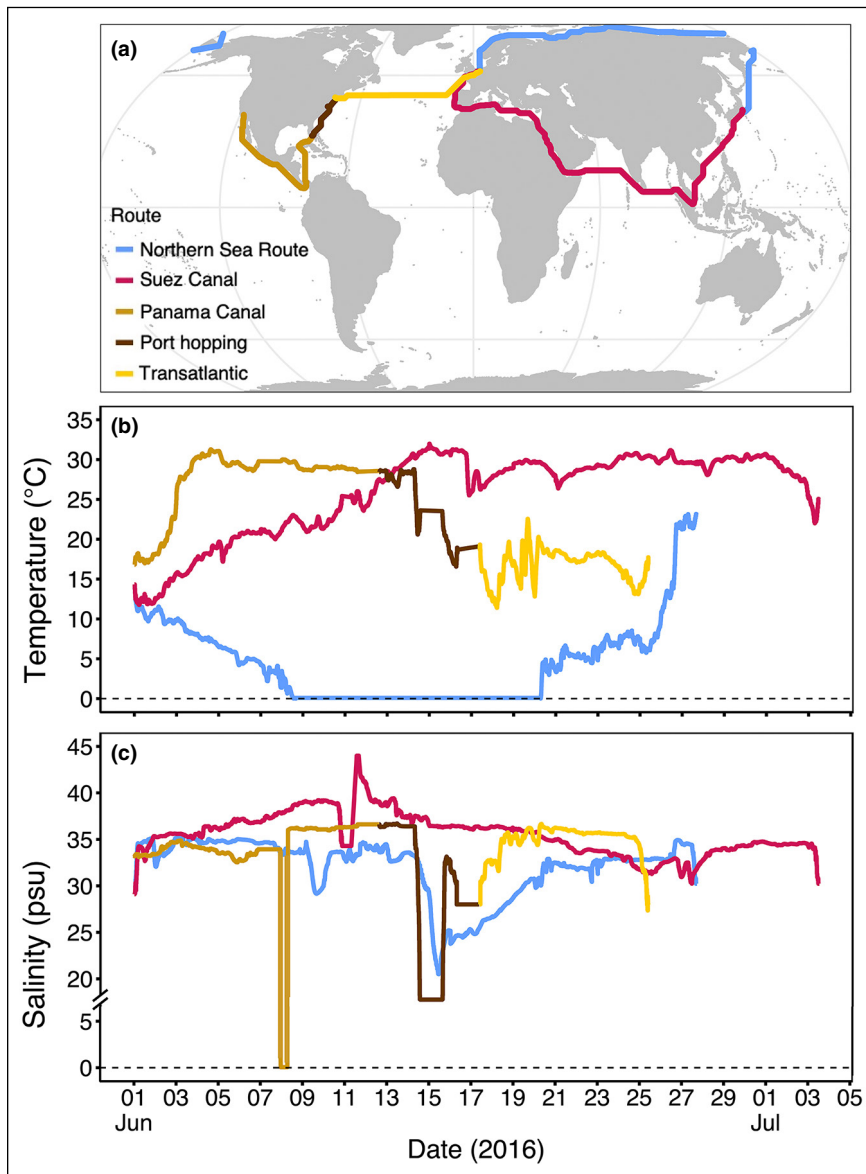 (a)
Route
Northern Sea Route
Suez Canal
Panama Canal
Port hopping
Transatlantic
(b)
35
30
25
20
15
10
5
0
Temperature (°C)
(c)
45
40
35
30
25
20
5
0
Salinity (psu)
01 03 05 07 09 11 13 15 17 19 21 23 25 27 29 01 03 05
Jun Jul
Date (2016)